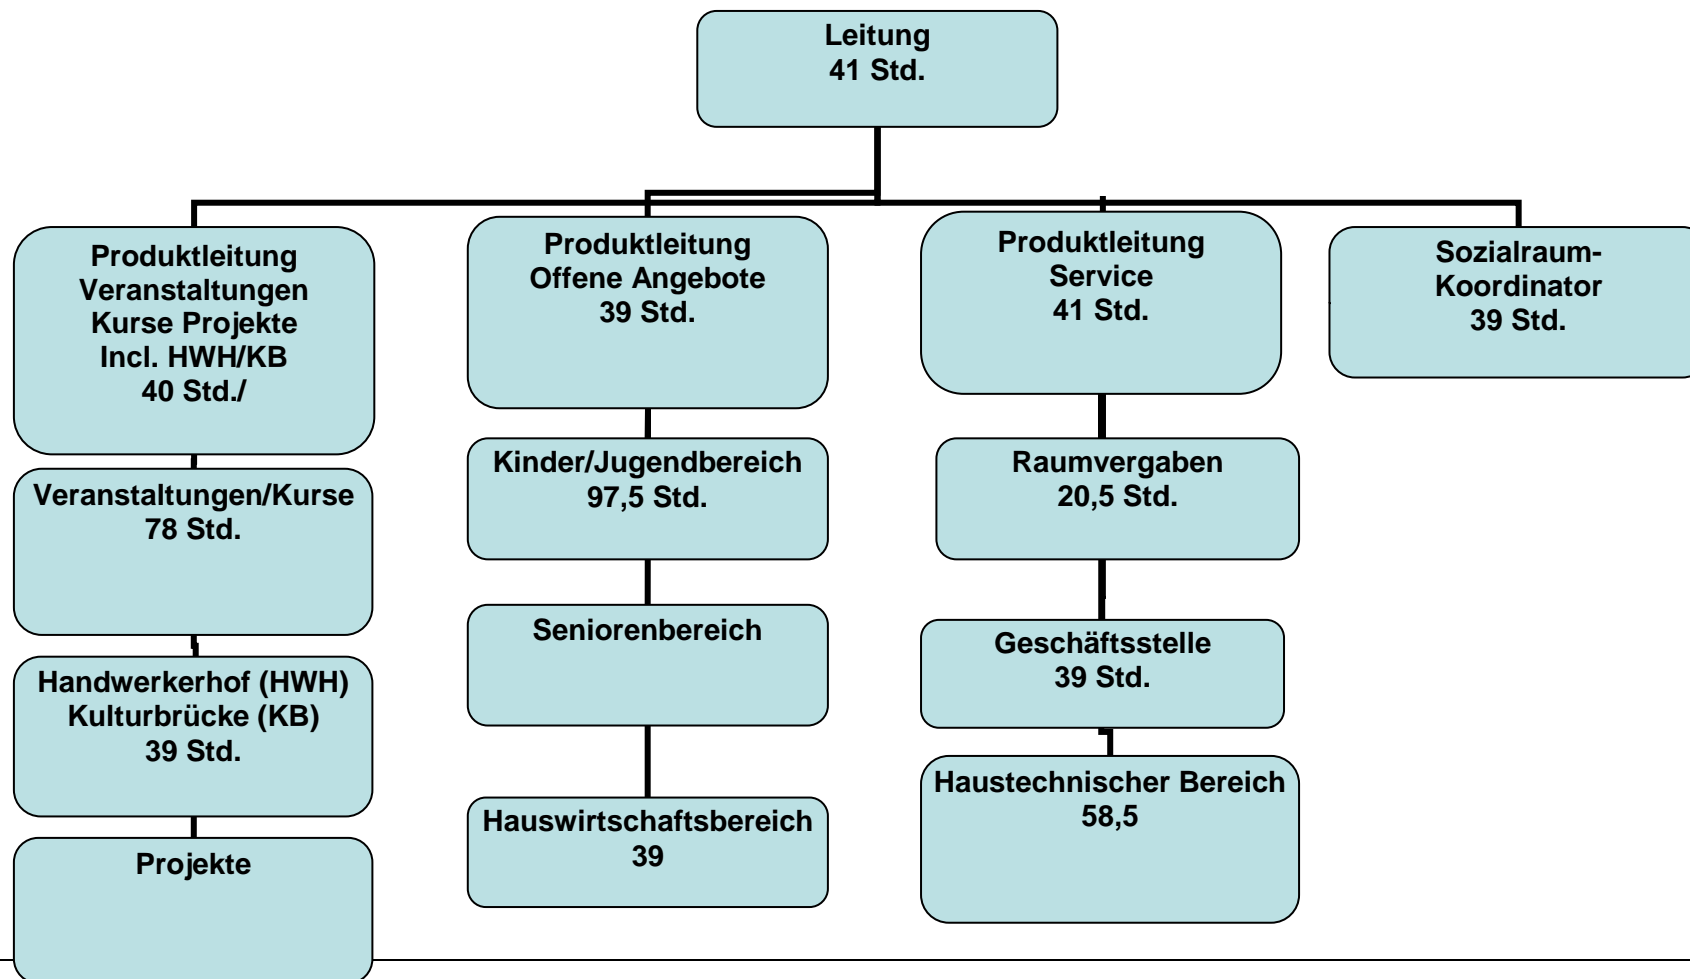 Leitung
41 Std.
Produktleitung
Veranstaltungen
Kurse Projekte
Incl. HWH/KB
40 Std./
Produktleitung
Offene Angebote
39 Std.
Produktleitung
Service
41 Std.
Sozialraum-
Koordinator
39 Std.
Veranstaltungen/Kurse
78 Std.
Kinder/Jugendbereich
97,5 Std.
Raumvergaben
20,5 Std.
Handwerkerhof (HWH)
Kulturbrücke (KB)
39 Std.
Seniorenbereich
Geschäftsstelle
39 Std.
Projekte
Hauswirtschaftsbereich
39
Haustechnischer Bereich
58,5